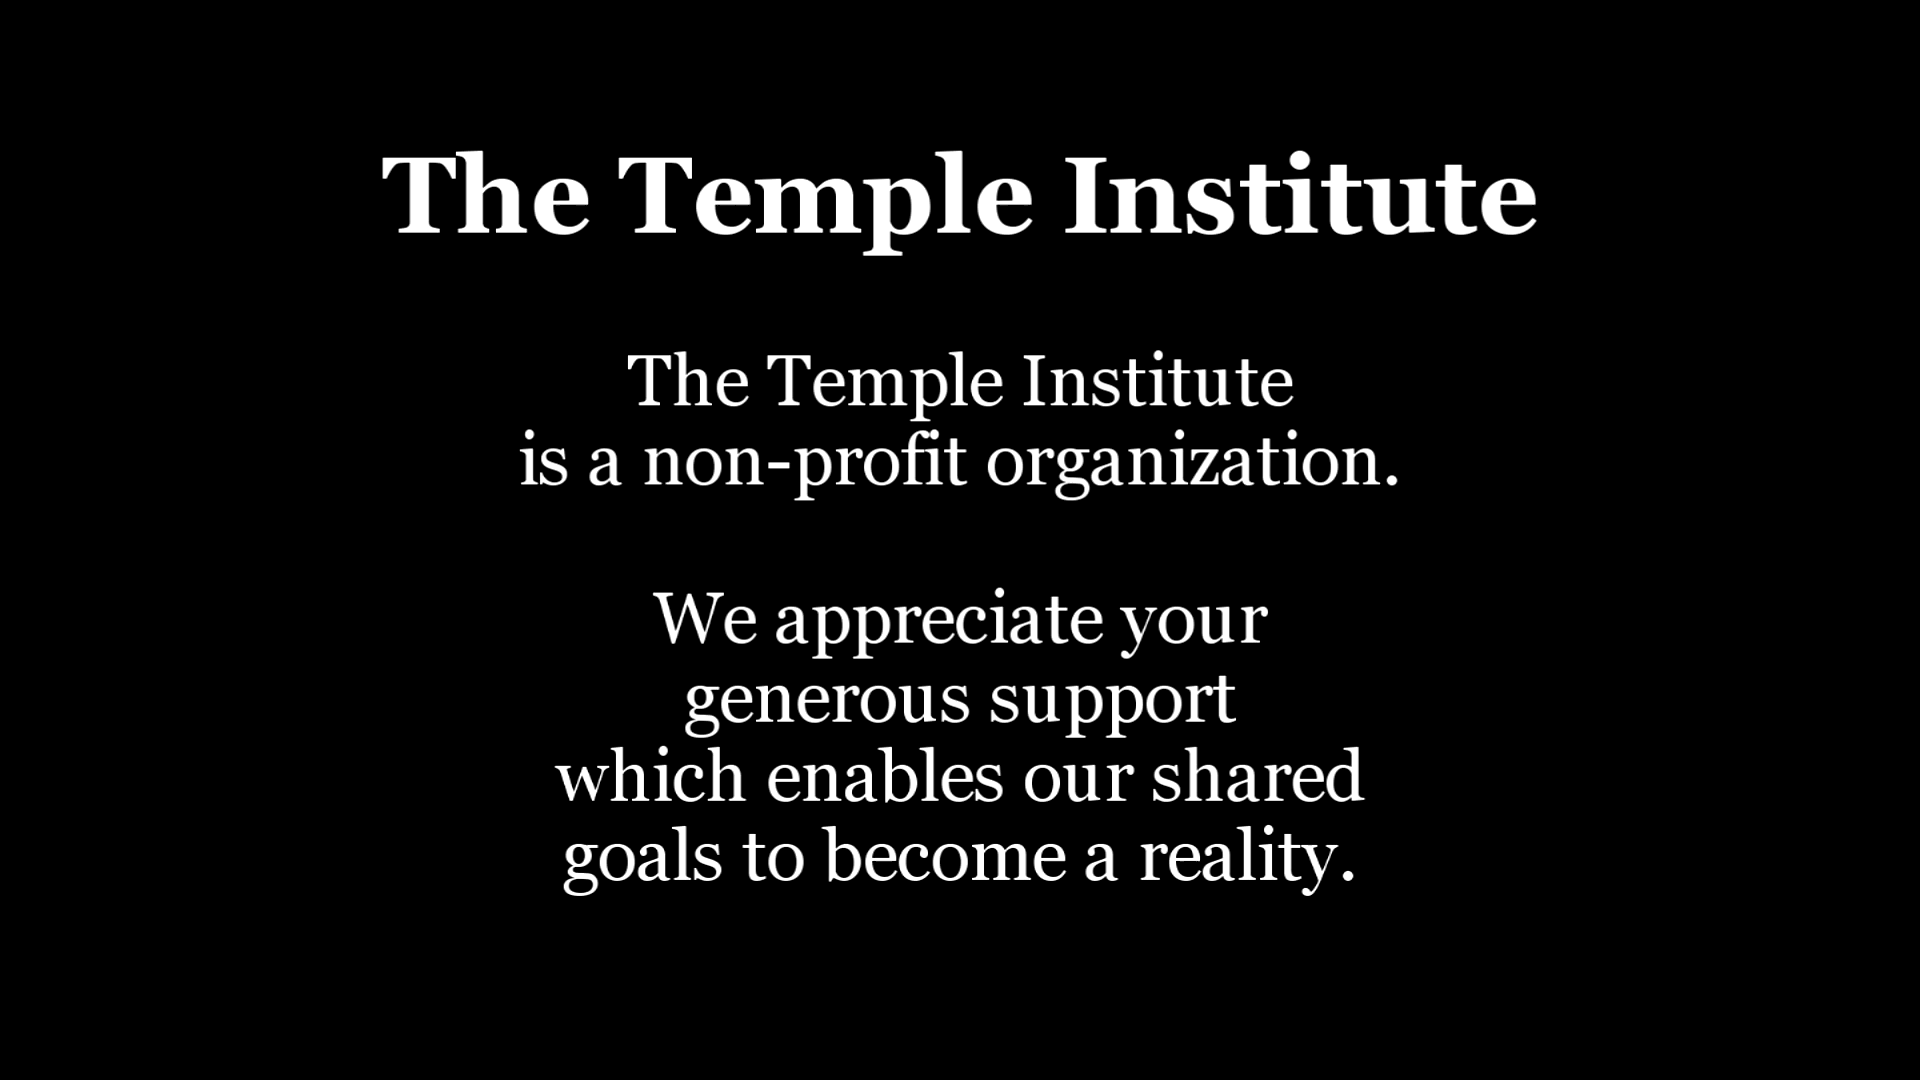 The Temple Institute
The Temple Institute
is a non-profit organization.
We appreciate your
generous support
which enables our shared
goals to become a reality.